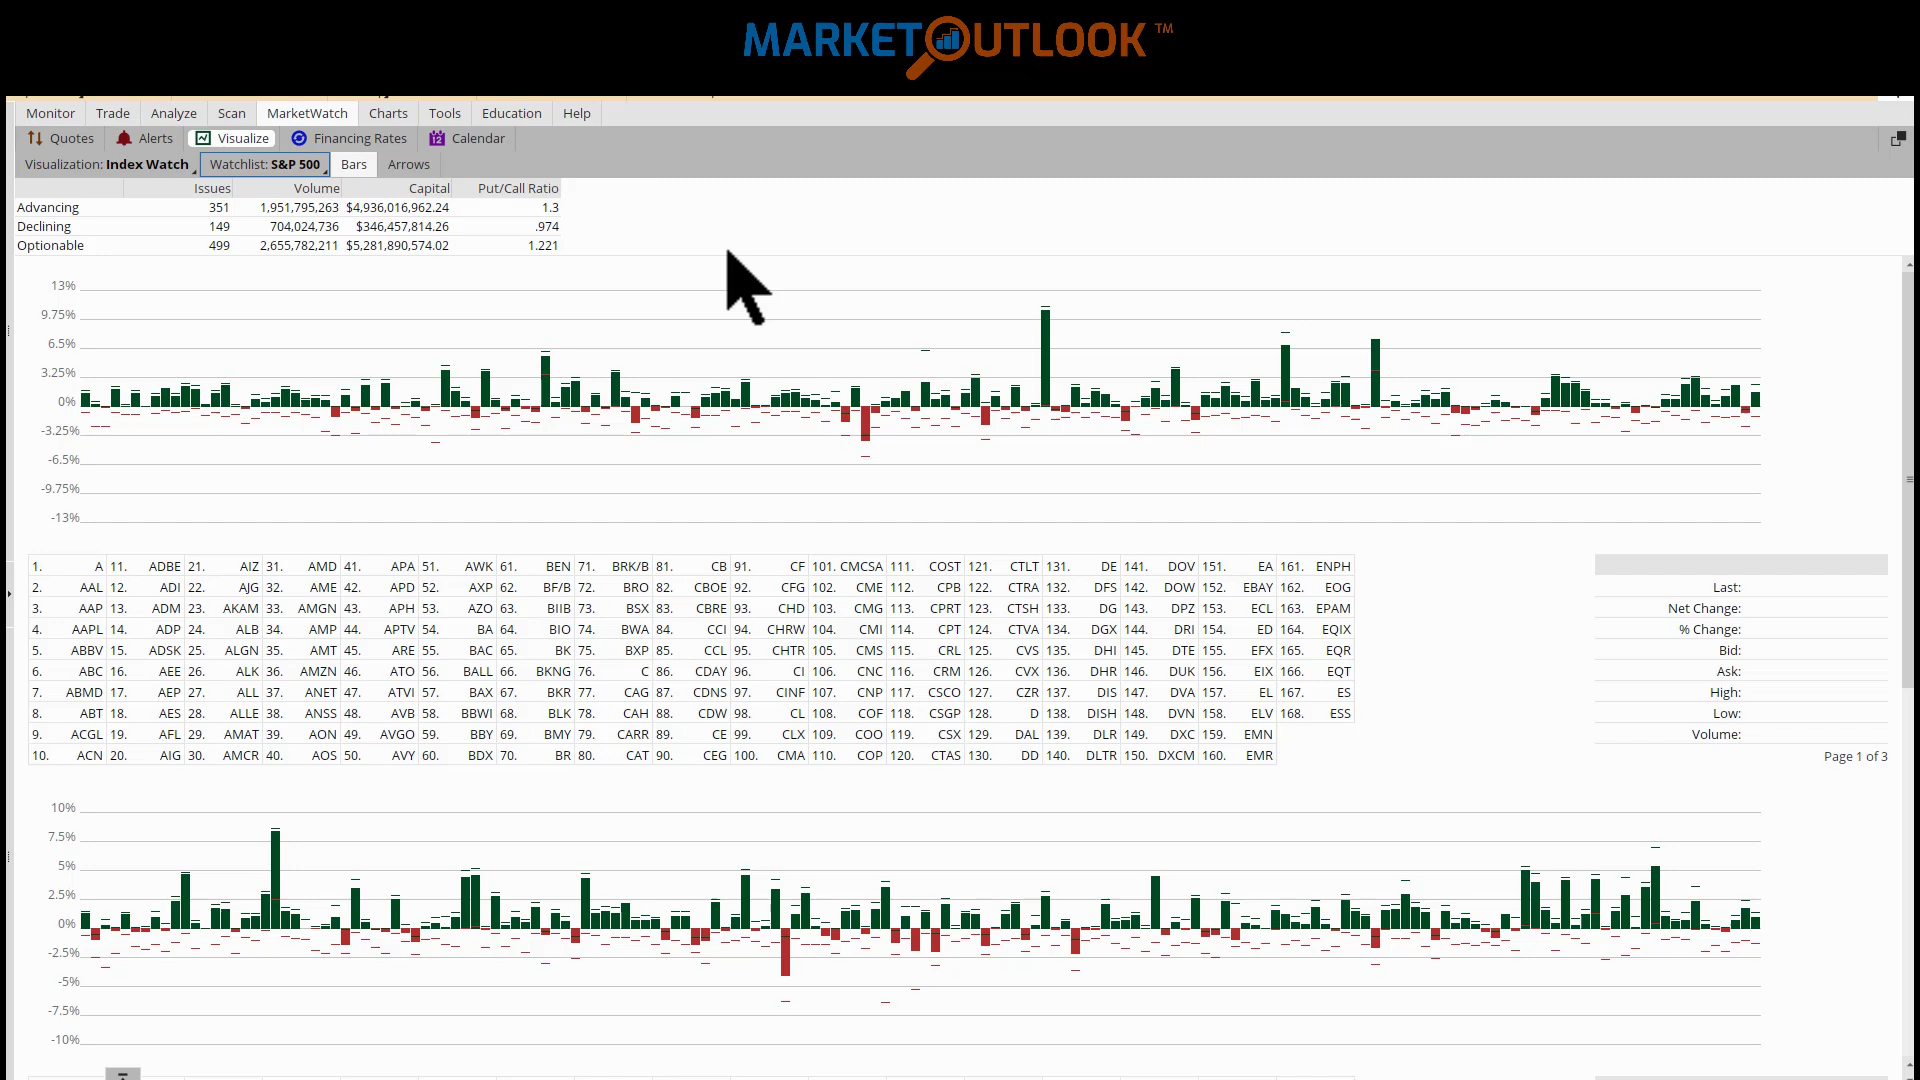 MARKETOUTLOOK™
Monitor Trade Analyze Scan MarketWatch Charts Tools Education Help
Quotes Alerts Visualize Financing Rates Calendar
Visualization: Index Watch Watchlist: S&P 500 Bars Arrows
Issues Volume Capital Put/Call Ratio
Advancing 351 1,951,795,263 $4,936,016,962.24 1.3
Declining 149 704,024,736 $346,457,814.26 .974
Optionable 499 2,655,782,211 $5,281,890,574.02 1.221
13%
9.75%
6.5%
3.25%
0%
-3.25%
-6.5%
-9.75%
-13%
1. A 11. ADBE 21. AIZ 31. AMD 41. APA 51. AWK 61. BEN 71. BRK/B 81. CB 91. CF 101. CMCSA 111. COST 121. CTLT 131. DE 141. DOV 151. EA 161. ENPH
2. AAL 12. ADI 22. AJG 32. AME 42. APD 52. AXP 62. BF/B 72. BRO 82. CBOE 92. CFG 102. CME 112. CPB 122. CTRA 132. DFS 142. DOW 152. EBAY 162. EOG Last:
3. AAP 13. ADM 23. AKAM 33. AMGN 43. APH 53. AZO 63. BIIB 73. BSX 83. CBRE 93. CHD 103. CMG 113. CPRT 123. CTSH 133. DG 143. DPZ 153. ECL 163. EPAM Net Change:
4. AAPL 14. ADP 24. ALB 34. AMP 44. APTV 54. BA 64. BIO 74. BWA 84. CCI 94. CHRW 104. CMI 114. CPT 124. CTVA 134. DGX 144. DRI 154. ED 164. EQIX % Change:
5. ABBV 15. ADSK 25. ALGN 35. AMT 45. ARE 55. BAC 65. BK 75. BXP 85. CCL 95. CHTR 105. CMS 115. CRL 125. CVS 135. DHI 145. DTE 155. EFX 165. EQR Bid:
6. ABC 16. AEE 26. ALK 36. AMZN 46. ATO 56. BALL 66. BKNG 76. C 86. CDAY 96. CI 106. CNC 116. CRM 126. CVX 136. DHR 146. DUK 156. EIX 166. EQT Ask:
7. ABMD 17. AEP 27. ALL 37. ANET 47. ATVI 57. BAX 67. BKR 77. CAG 87. CDNS 97. CINF 107. CNP 117. CSCO 127. CZR 137. DIS 147. DVA 157. EL 167. ES High:
8. ABT 18. AES 28. ALLE 38. ANSS 48. AVB 58. BBWI 68. BLK 78. CAH 88. CDW 98. CL 108. COF 118. CSGP 128. D 138. DISH 148. DVN 158. ELV 168. ESS Low:
9. ACGL 19. AFL 29. AMAT 39. AON 49. AVGO 59. BBY 69. BMY 79. CARR 89. CE 99. CLX 109. COO 119. CSX 129. DAL 139. DLR 149. DXC 159. EMN Volume:
10. ACN 20. AIG 30. AMCR 40. AOS 50. AVY 60. BDX 70. BR 80. CAT 90. CEG 100. CMA 110. COP 120. CTAS 130. DD 140. DLTR 150. DXCM 160. EMR Page 1 of 3
10%
7.5%
5%
2.5%
0%
-2.5%
-5%
-7.5%
-10%